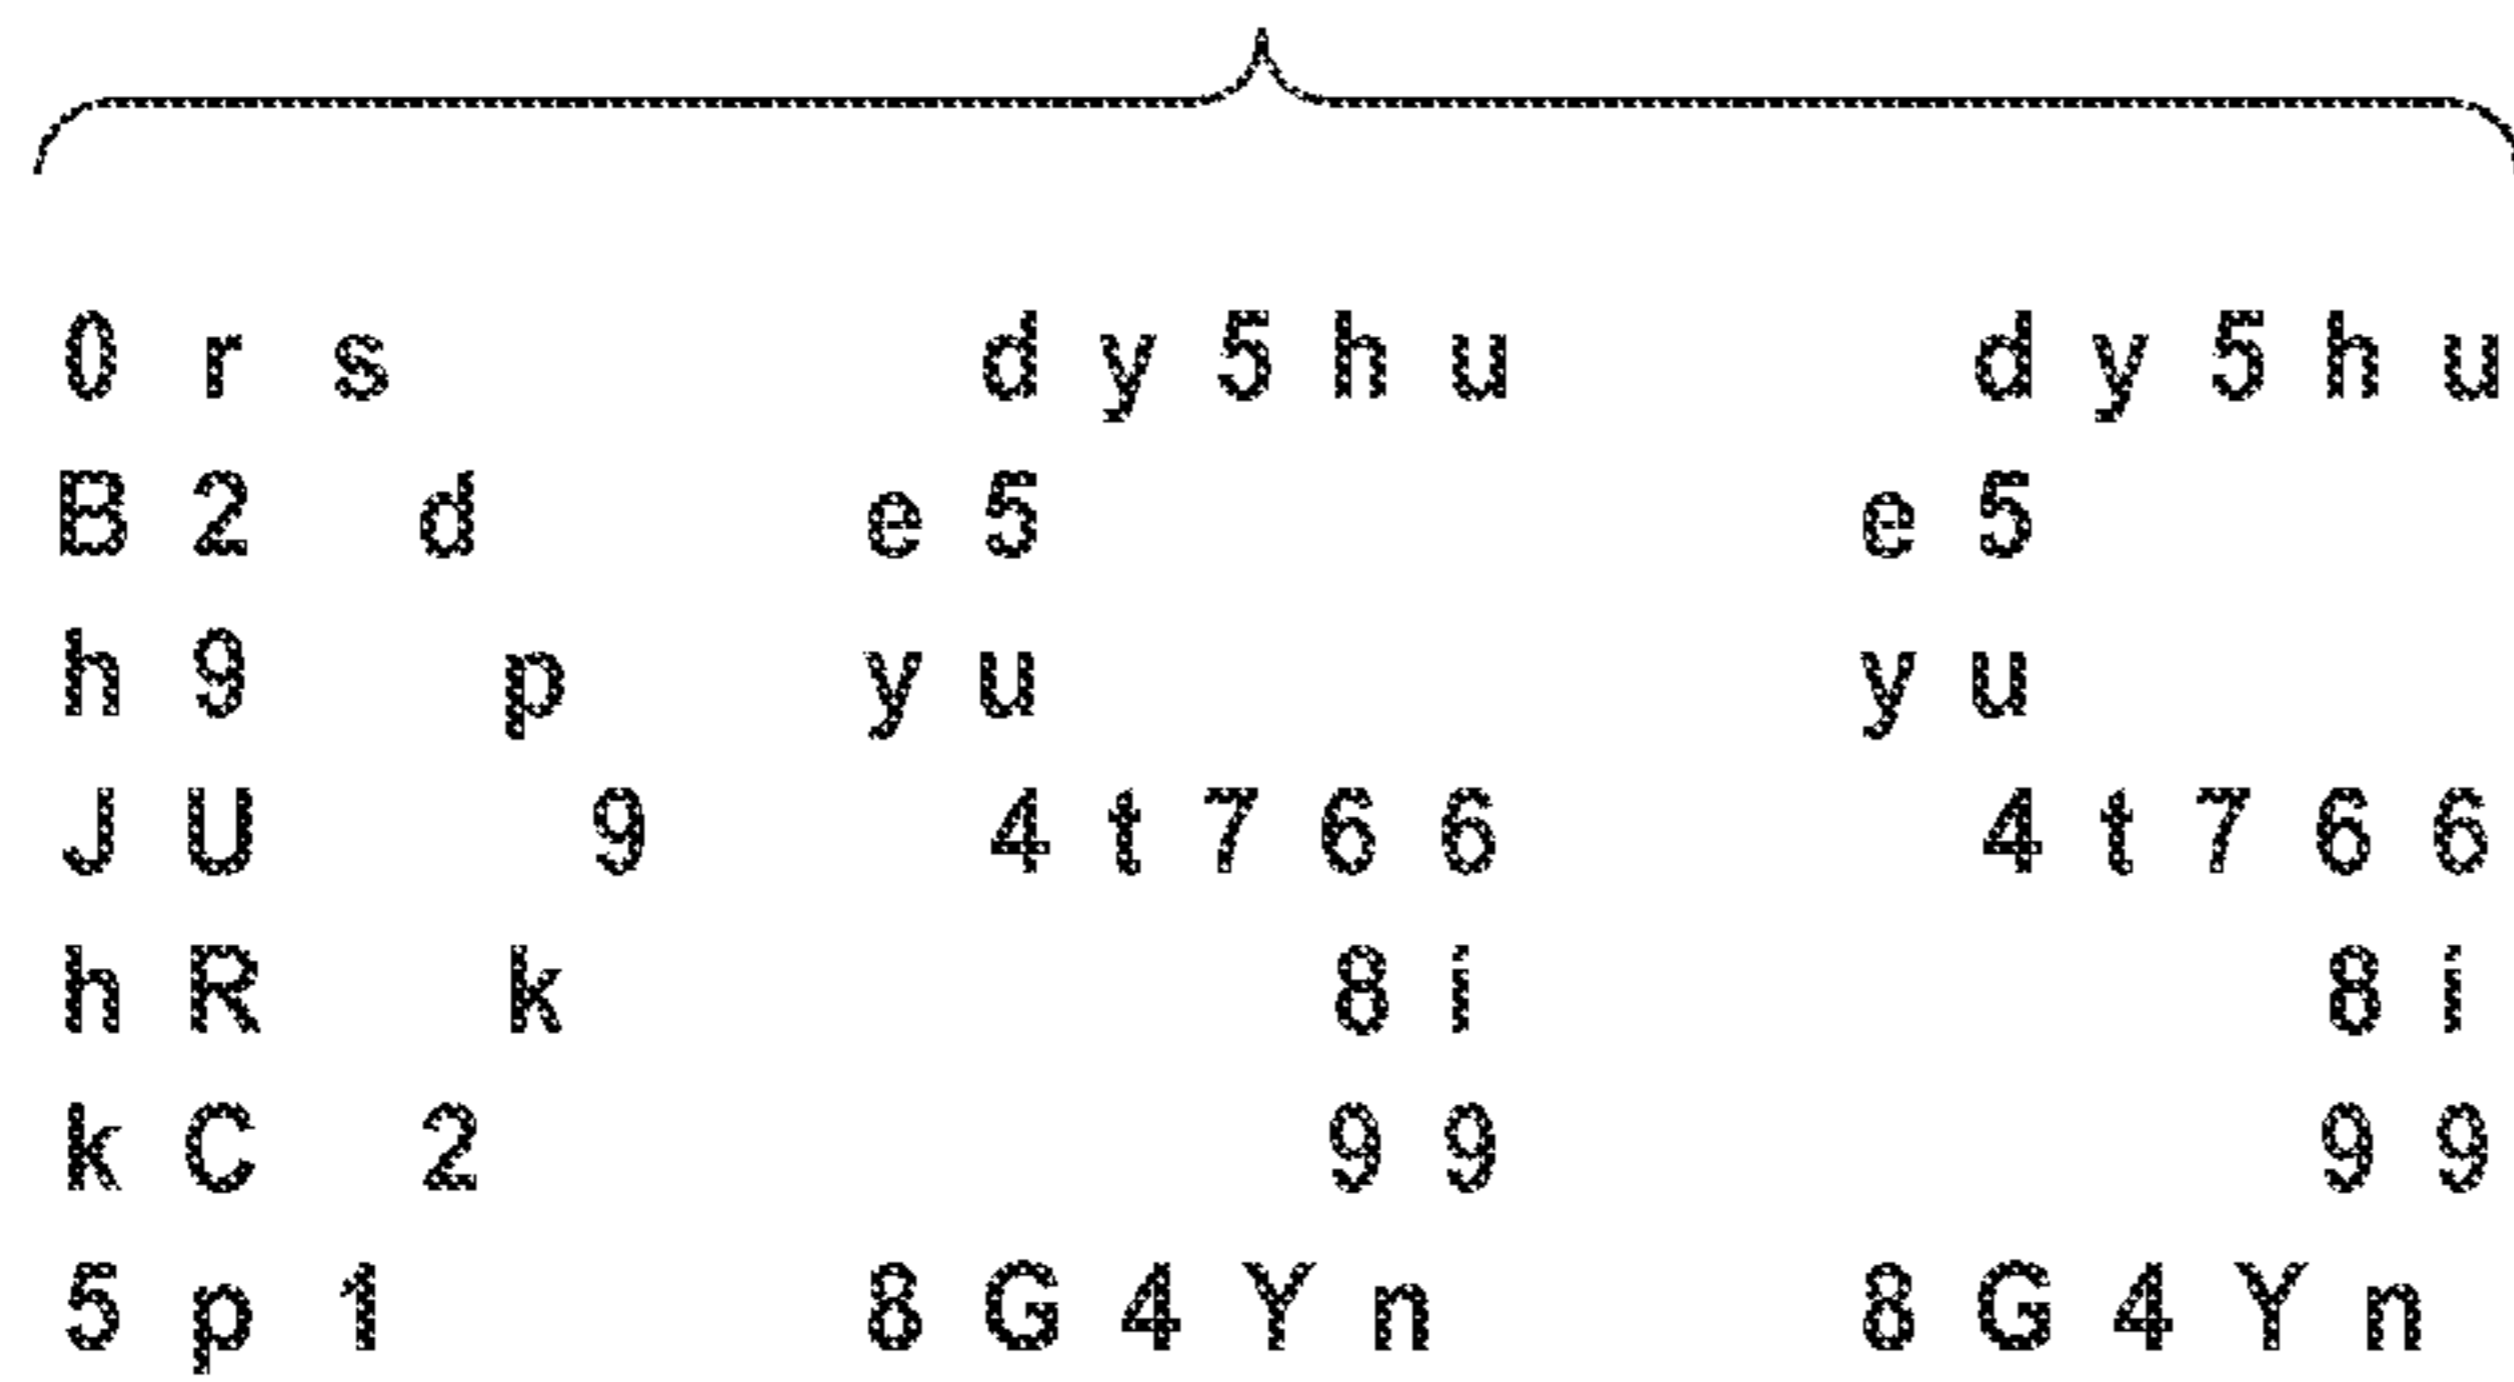 0 r s d y 5 h u d y 5 h u
B 2 d e 5 e 5
h 9 p y u y u
J U 9 4 t 7 6 6 4 t 7 6 6
h R k 8 i 8 i
k C 2 9 9 9 9
5 p 1 8 G 4 Y n 8 G 4 Y n